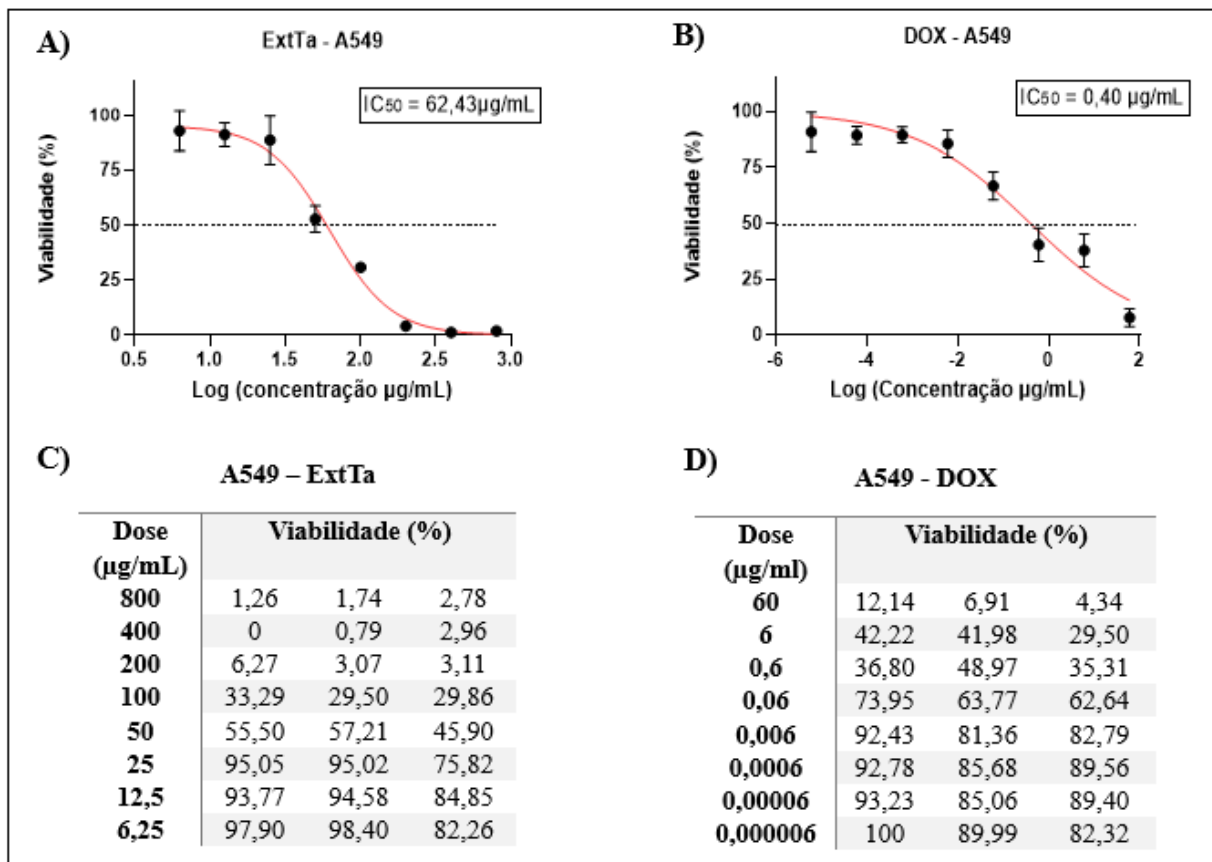 A)
ExtTa - A549
IC50 = 62,43µg/mL
Viabilidade (%)
100
75
50
25
0
0.5 1.0 1.5 2.0 2.5 3.0
Log (concentração µg/mL)
B)
DOX - A549
IC50 = 0,40 µg/mL
Viabilidade (%)
100
75
50
25
0
-6 -4 -2 0 2
Log (Concentração µg/mL)
C)
A549 – ExtTa
Dose Viabilidade (%)
(µg/mL)
800 1,26 1,74 2,78
400 0 0,79 2,96
200 6,27 3,07 3,11
100 33,29 29,50 29,86
50 55,50 57,21 45,90
25 95,05 95,02 75,82
12,5 93,77 94,58 84,85
6,25 97,90 98,40 82,26
D)
A549 - DOX
Dose Viabilidade (%)
(µg/ml)
60 12,14 6,91 4,34
6 42,22 41,98 29,50
0,6 36,80 48,97 35,31
0,06 73,95 63,77 62,64
0,006 92,43 81,36 82,79
0,0006 92,78 85,68 89,56
0,00006 93,23 85,06 89,40
0,000006 100 89,99 82,32